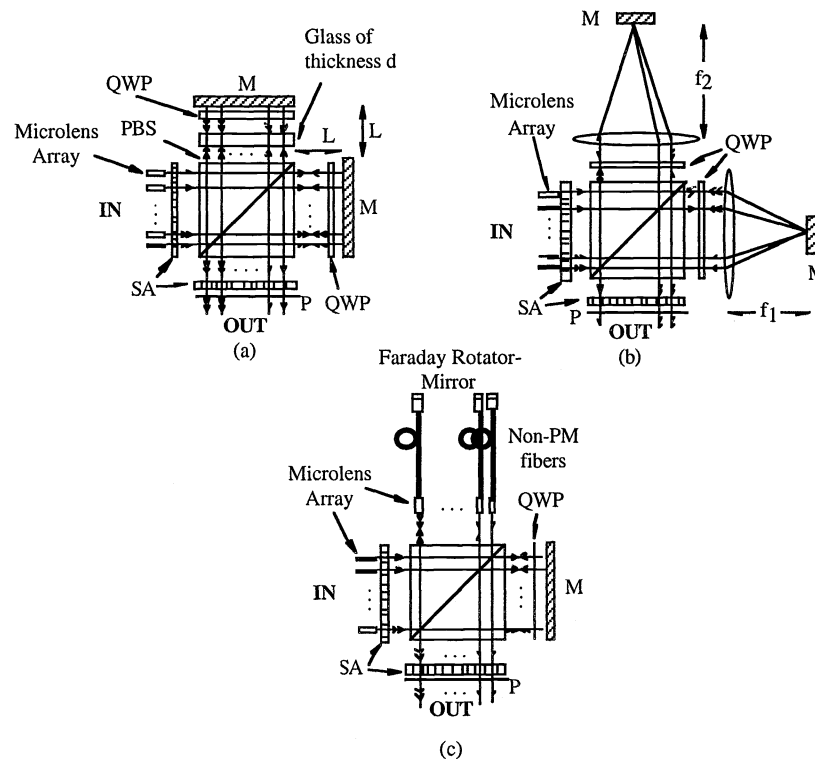 Glass of
thickness d
M
QWP
PBS
L
L
Microlens
Array
IN
M
SA
P
QWP
OUT
(a)
M
f2
Microlens
Array
QWP
IN
M
SA
P
f1
OUT
(b)
Faraday Rotator-
Mirror
Non-PM
fibers
Microlens
Array
QWP
IN
M
SA
P
OUT
(c)